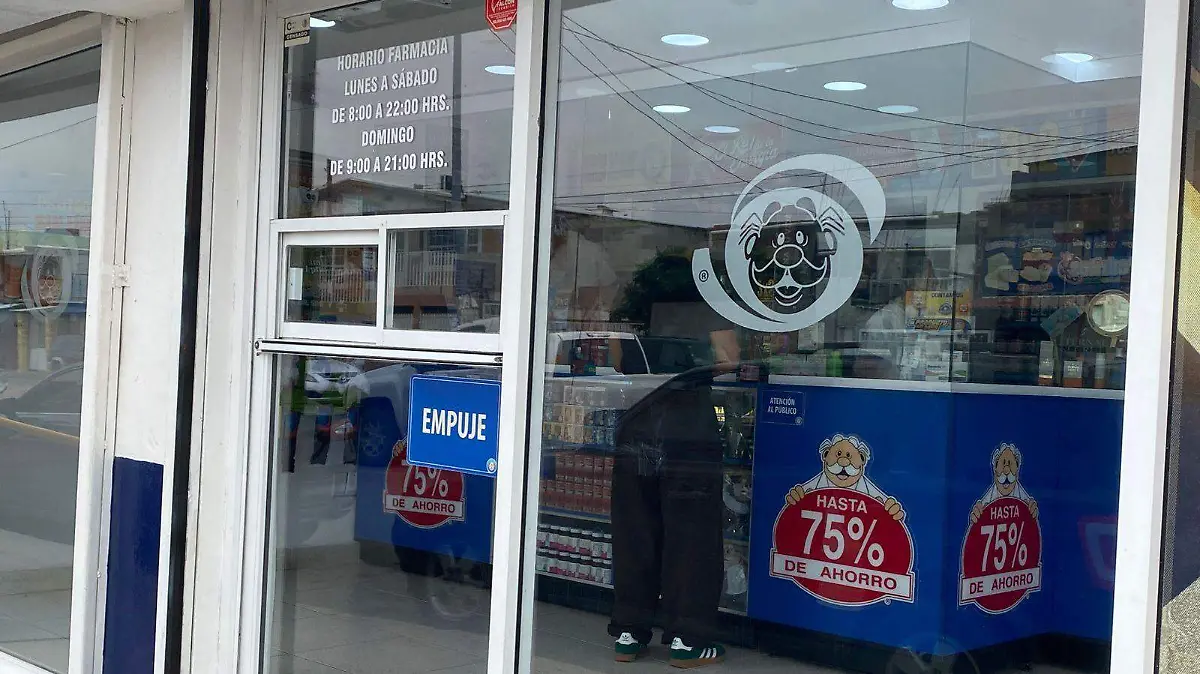 HORARIO FARMACIA
LUNES A SÁBADO
DE 8:00 A 22:00 HRS.
DOMINGO
DE 9:00 A 21:00 HRS.
EMPUJE
75%
DE AHORRO
®
ATENCIÓN
AL PÚBLICO
HASTA
75%
DE AHORRO
HASTA
75%
DE AHORRO